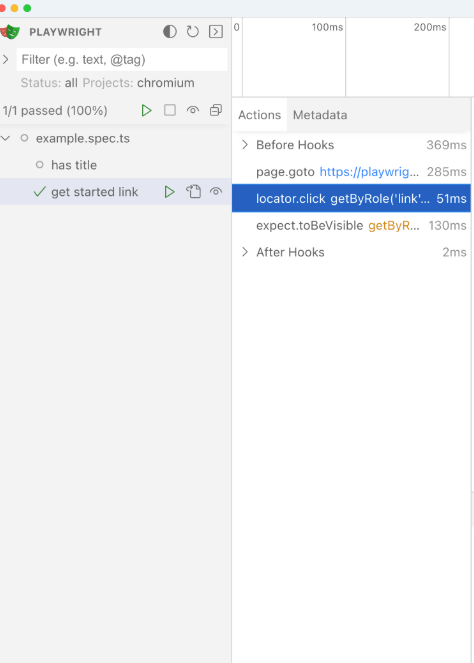 PLAYWRIGHT
Filter (e.g. text, @tag)
Status: all Projects: chromium
1/1 passed (100%)
example.spec.ts
has title
get started link
0 100ms 200ms
Actions Metadata
Before Hooks 369ms
page.goto https://playwrig... 285ms
locator.click getByRole('link'... 51ms
expect.toBeVisible getByR... 130ms
After Hooks 2ms